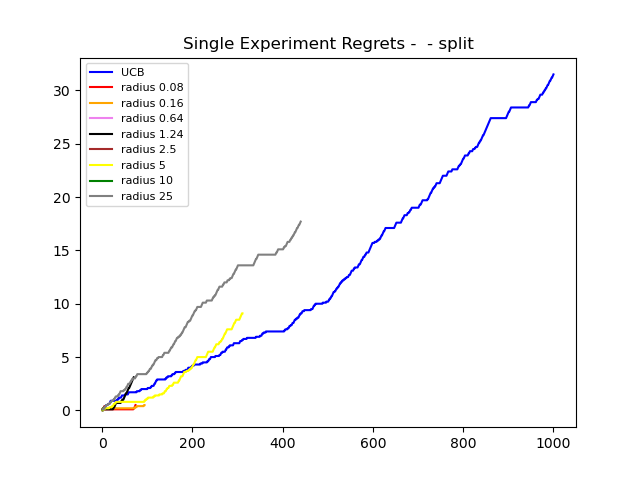 Single Experiment Regrets -  - split
UCB
radius 0.08
radius 0.16
radius 0.64
radius 1.24
radius 2.5
radius 5
radius 10
radius 25
30
25
20
15
10
5
0
0 200 400 600 800 1000